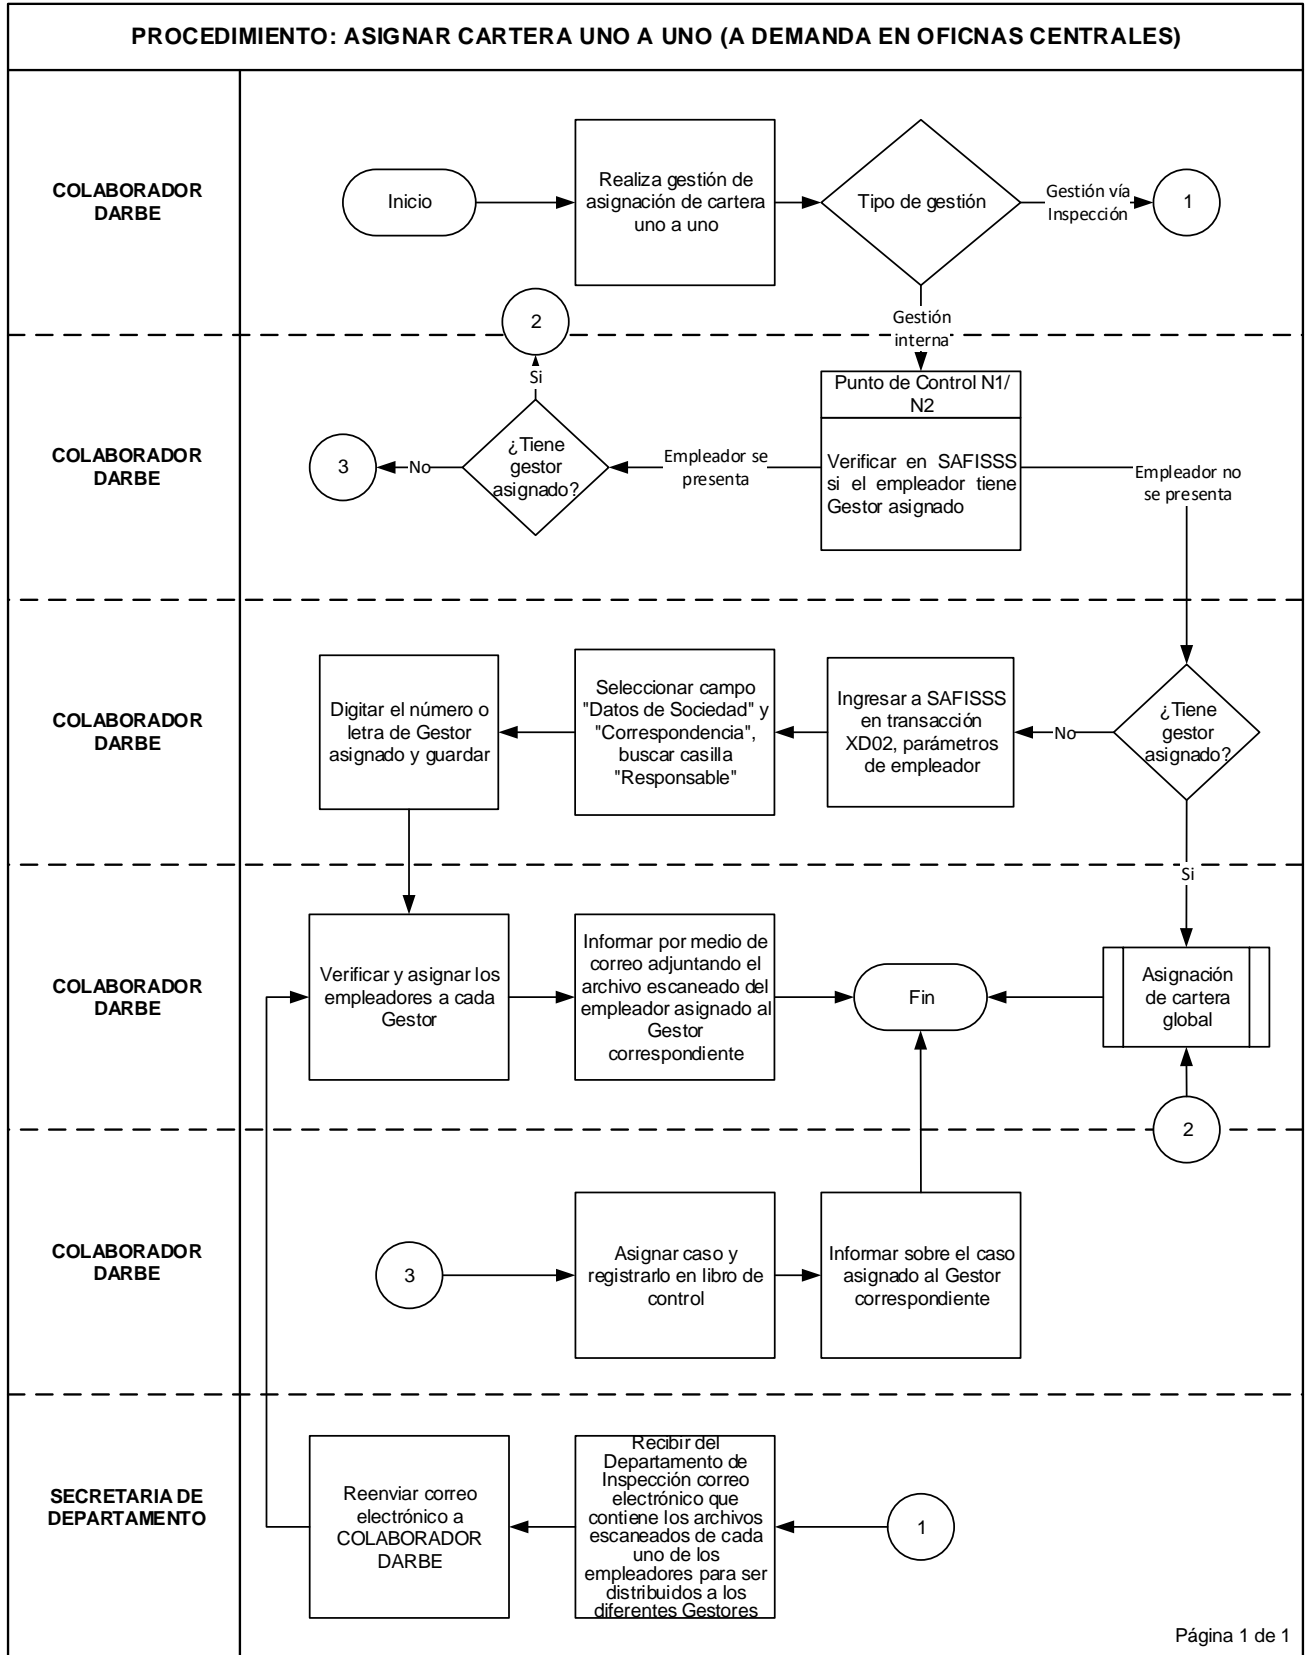 PROCEDIMIENTO: ASIGNAR CARTERA UNO A UNO (A DEMANDA EN OFICNAS CENTRALES)
COLABORADOR
DARBE
Inicio
Realiza gestión de
asignación de cartera
uno a uno
Tipo de gestión
Gestión vía
Inspección
1
Gestión
interna
2
Si
COLABORADOR
DARBE
3
No
¿Tiene
gestor
asignado?
Empleador se
presenta
Punto de Control N1/
N2
Verificar en SAFISSS
si el empleador tiene
Gestor asignado
Empleador no
se presenta
COLABORADOR
DARBE
Digitar el número o
letra de Gestor
asignado y guardar
Seleccionar campo
"Datos de Sociedad" y
"Correspondencia",
buscar casilla
"Responsable"
Ingresar a SAFISSS
en transacción
XD02, parámetros
de empleador
No
¿Tiene
gestor
asignado?
Si
COLABORADOR
DARBE
Verificar y asignar los
empleadores a cada
Gestor
Informar por medio de
correo adjuntando el
archivo escaneado del
empleador asignado al
Gestor
correspondiente
Fin
Asignación
de cartera
global
2
COLABORADOR
DARBE
3
Asignar caso y
registrarlo en libro de
control
Informar sobre el caso
asignado al Gestor
correspondiente
SECRETARIA DE
DEPARTAMENTO
Reenviar correo
electrónico a
COLABORADOR
DARBE
Recibir del
Departamento de
Inspección correo
electrónico que
contiene los archivos
escaneados de cada
uno de los
empleadores para ser
distribuidos a los
diferentes Gestores
1
Página 1 de 1